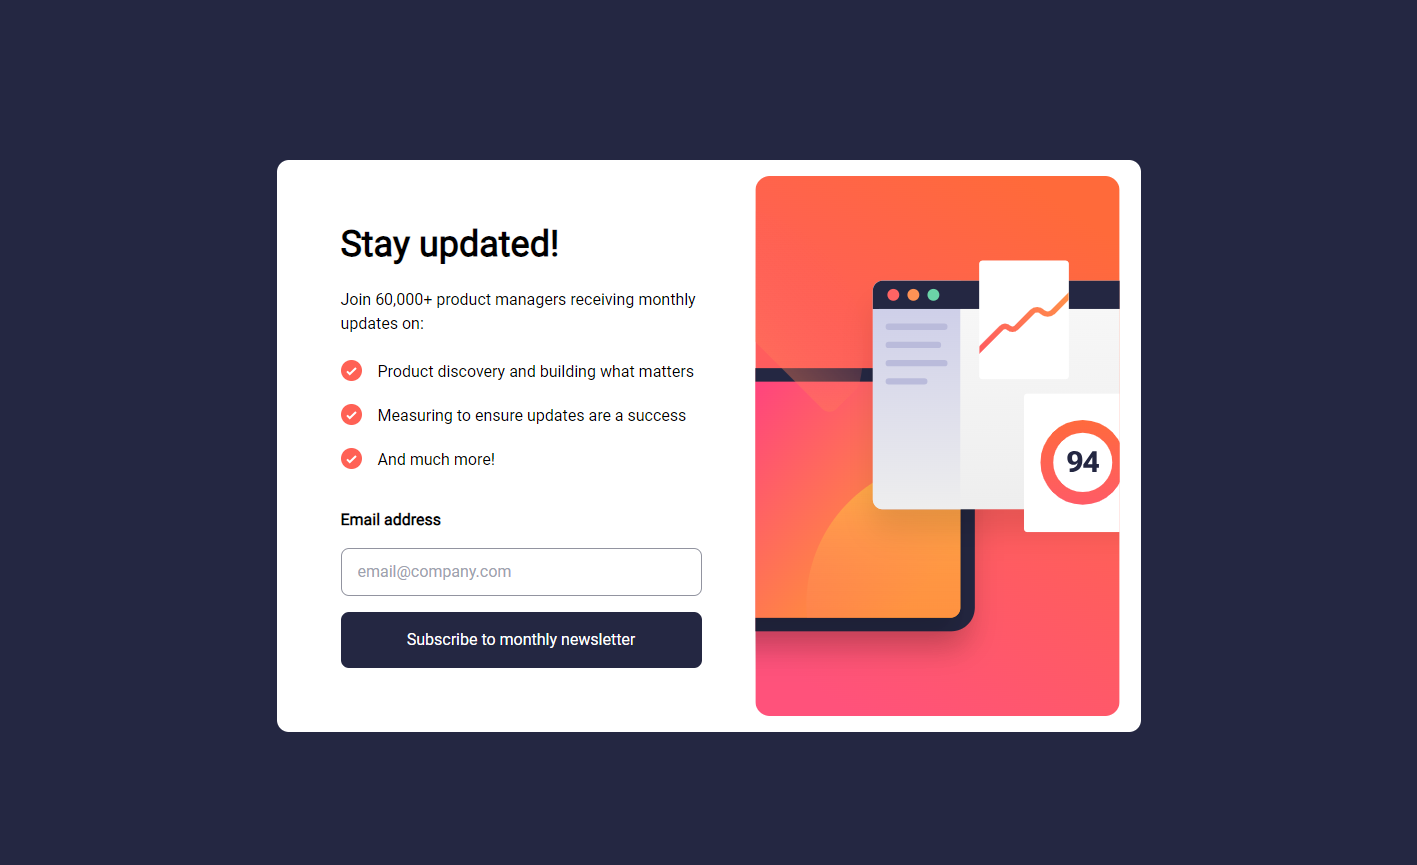 Stay updated!
Join 60,000+ product managers receiving monthly
updates on:
Product discovery and building what matters
Measuring to ensure updates are a success
And much more!
Email address
email@company.com
Subscribe to monthly newsletter
94